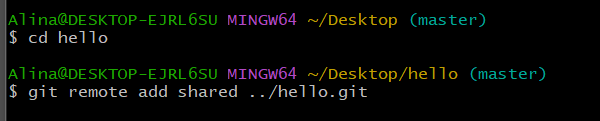 Alina@DESKTOP-EJRL6SU MINGW64 ~/Desktop (master)
$ cd hello
Alina@DESKTOP-EJRL6SU MINGW64 ~/Desktop/hello (master)
$ git remote add shared ../hello.git